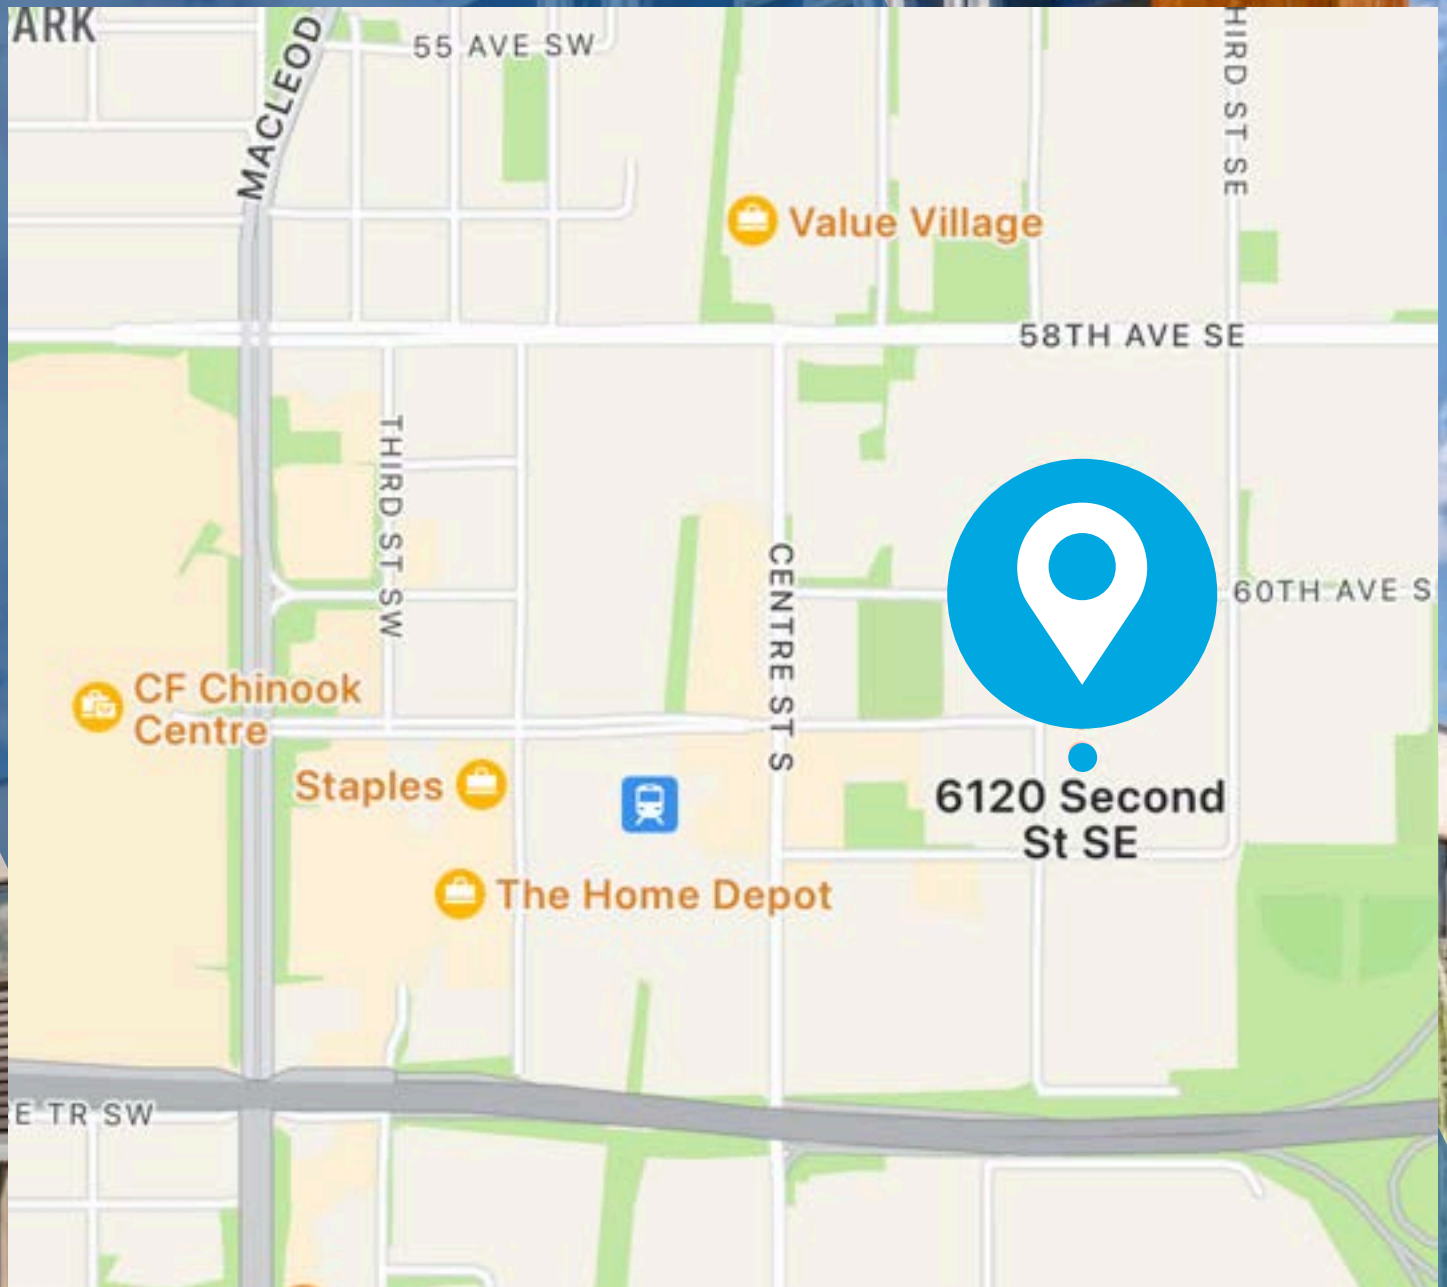 ARK
55 AVE SW
MACLEOD
HIRD ST SE
Value Village
58TH AVE SE
THIRD ST SW
CENTRE ST S
60TH AVE S
CF Chinook
Centre
Staples
6120 Second
St SE
The Home Depot
E TR SW